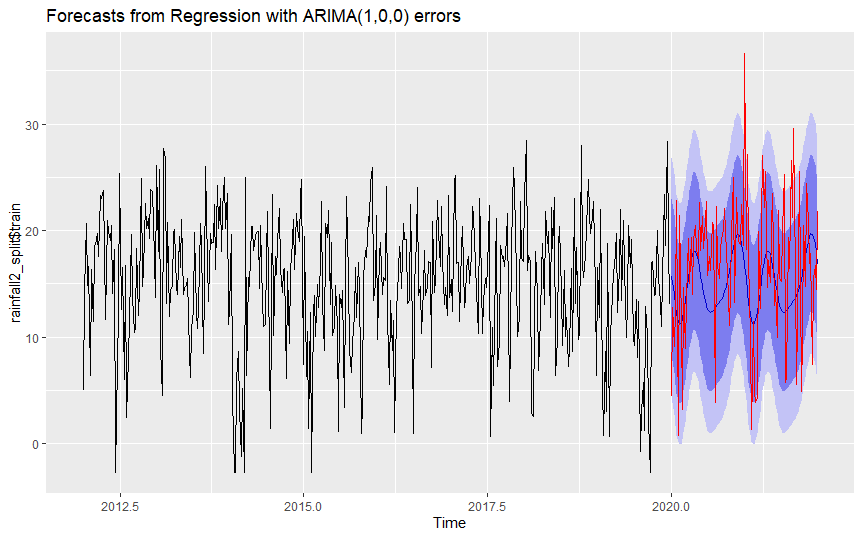 Forecasts from Regression with ARIMA(1,0,0) errors
30
20
10
0
rainfall2_split$train
2012.5
2015.0
2017.5
2020.0
Time